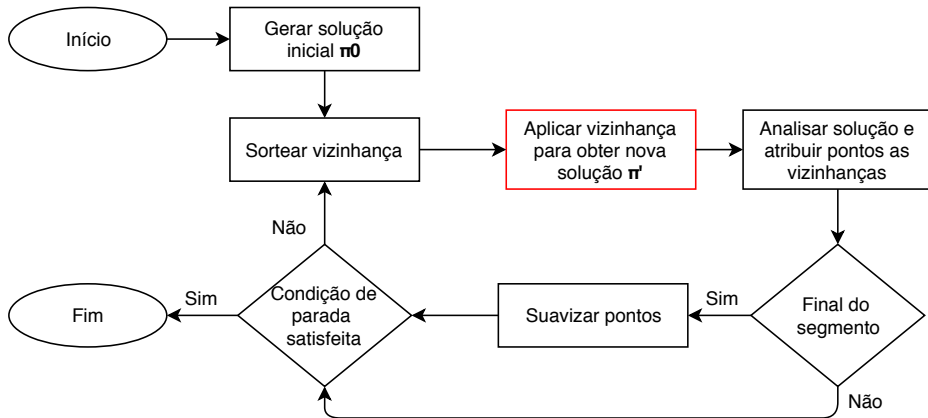 Início
Gerar solução
inicial π0
Sortear vizinhança
Aplicar vizinhança
para obter nova
solução π'
Analisar solução e
atribuir pontos as
vizinhanças
Não
Fim
Sim
Condição de
parada
satisfeita
Suavizar pontos
Sim
Final do
segmento
Não